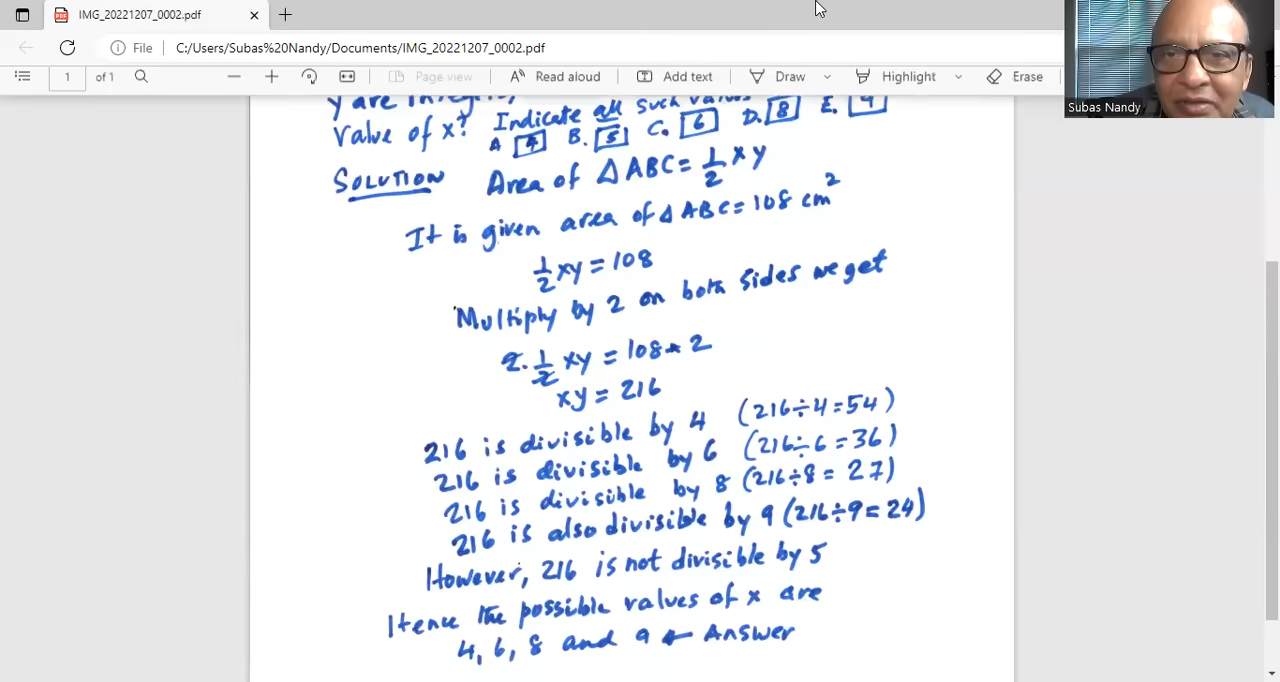 IMG_20221207_0002.pdf
File C:/Users/Subas%20Nandy/Documents/IMG_20221207_0002.pdf
1 of 1 Page view Read aloud Add text Draw Highlight Erase
Subas Nandy
y are
Value of x? Indicate all such values
A 4 B. 5 C. 6 D. 8 E. 9
SOLUTION Area of △ ABC = 1/2 xy
It is given area of △ ABC = 108 cm²
1/2 xy = 108
Multiply by 2 on both sides we get
2. 1/2 xy = 108 * 2
xy = 216
216 is divisible by 4 (216÷4=54)
216 is divisible by 6 (216÷6=36)
216 is divisible by 8 (216÷8=27)
216 is also divisible by 9 (216÷9=24)
However, 216 is not divisible by 5
Hence the possible values of x are
4, 6, 8 and 9 ← Answer